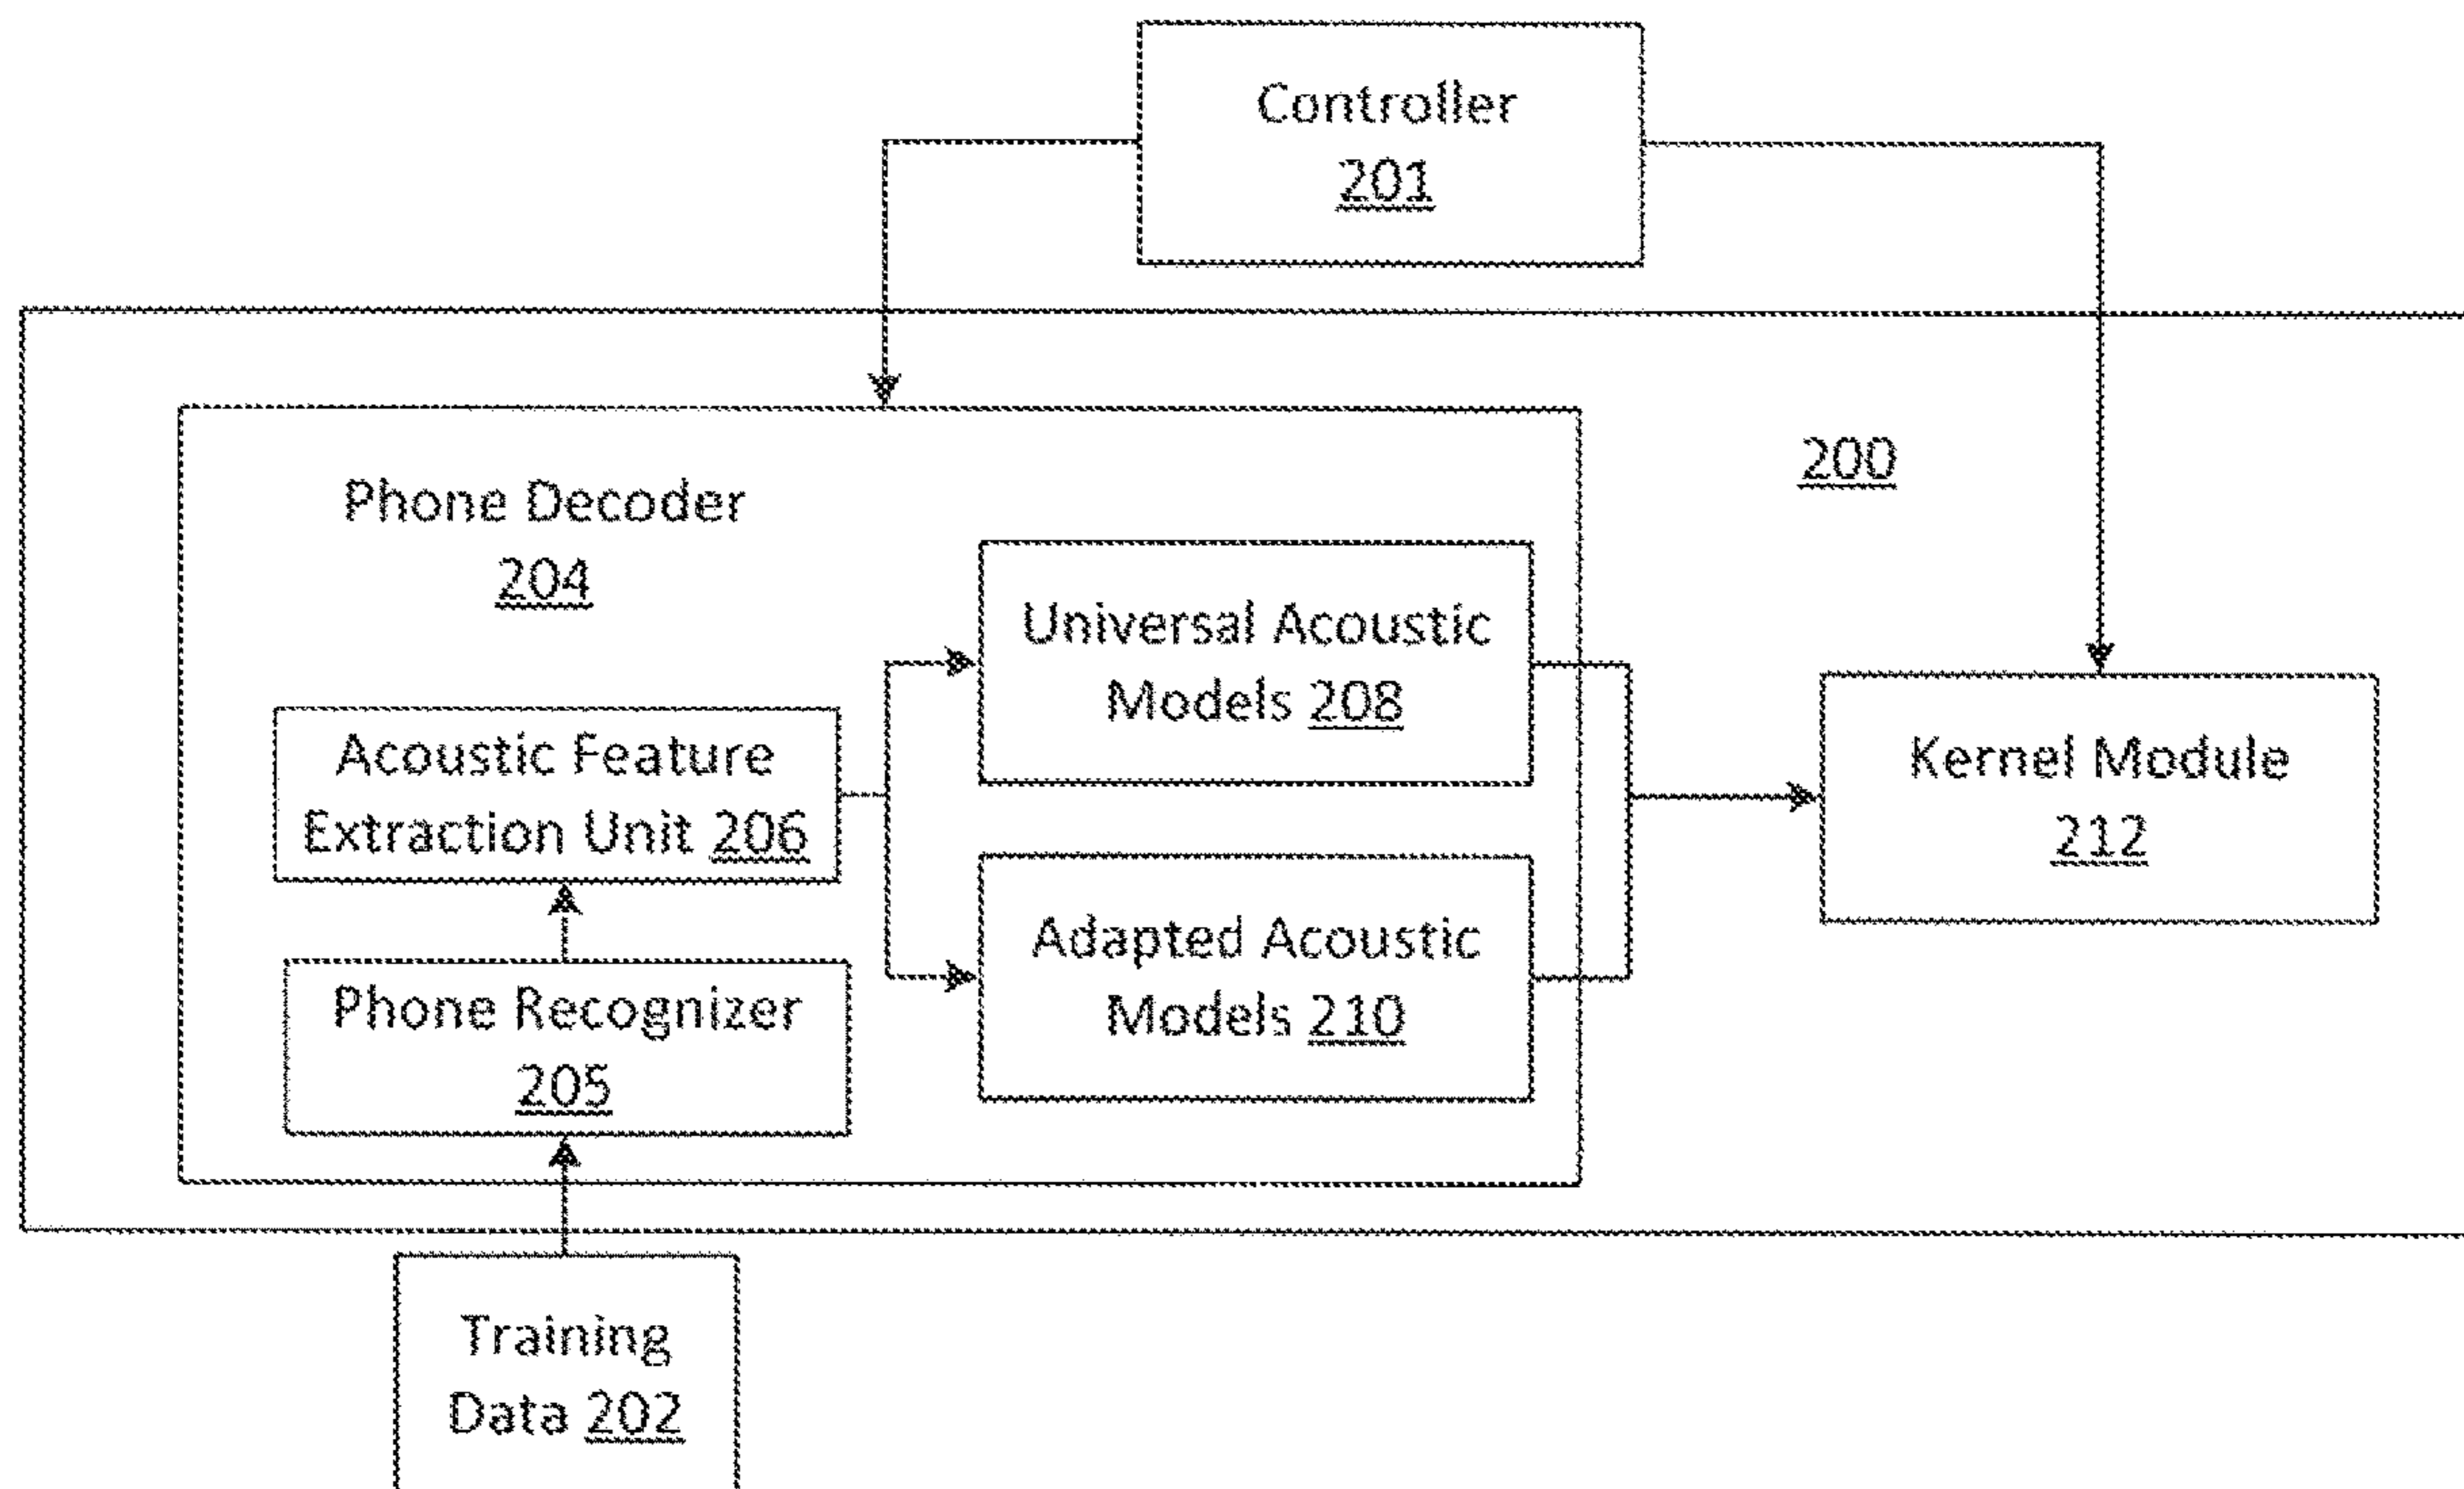 Controller
201
200
Phone Decoder
204
Universal Acoustic
Models 208
Acoustic Feature
Extraction Unit 206
Kernel Module
212
Adapted Acoustic
Models 210
Phone Recognizer
205
Training
Data 202